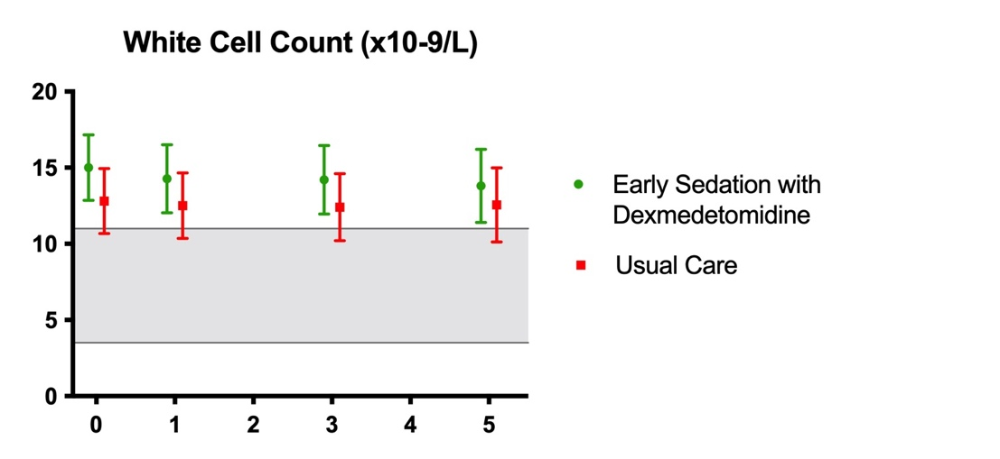 White Cell Count (x10-9/L)
20
15
10
5
0
0 1 2 3 4 5
Early Sedation with
Dexmedetomidine
Usual Care